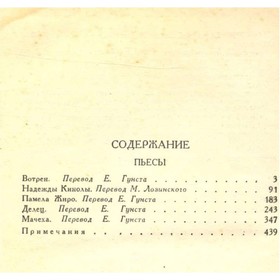 СОДЕРЖАНИЕ
ПЬЕСЫ
Вотрен. Перевод Е. Гунста . . . . . . . . . . . 3
Надежды Кинолы. Перевод М. Лозинского . . . . . . 91
Памела Жиро. Перевод Е. Гунста . . . . . . . . . 183
Делец. Перевод Е. Гунста . . . . . . . . . . . 243
Мачеха. Перевод Е. Гунста . . . . . . . . . . . 347
Примечания . . . . . . . . . . . . . . 439